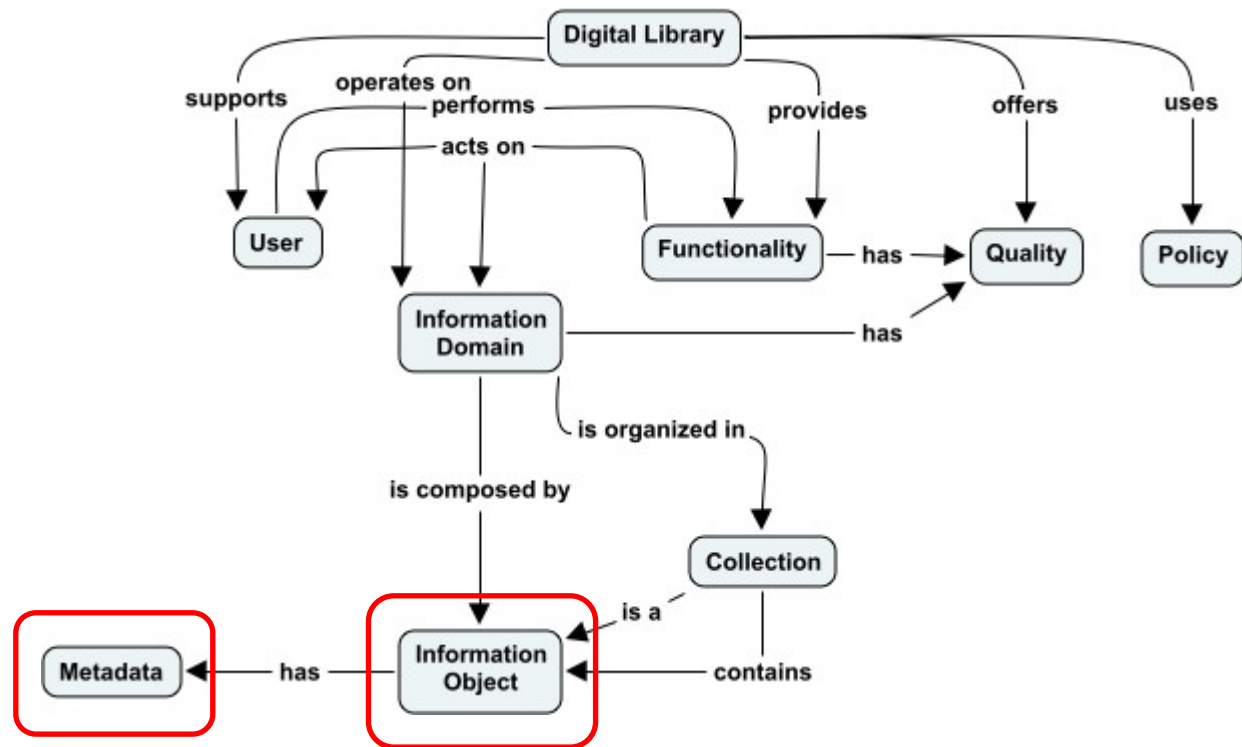 Digital Library
operates on
supports
performs
provides
offers
uses
acts on
User
Functionality
has
Quality
Policy
Information
Domain
has
is organized in
is composed by
Collection
is a
Metadata
has
Information
Object
contains